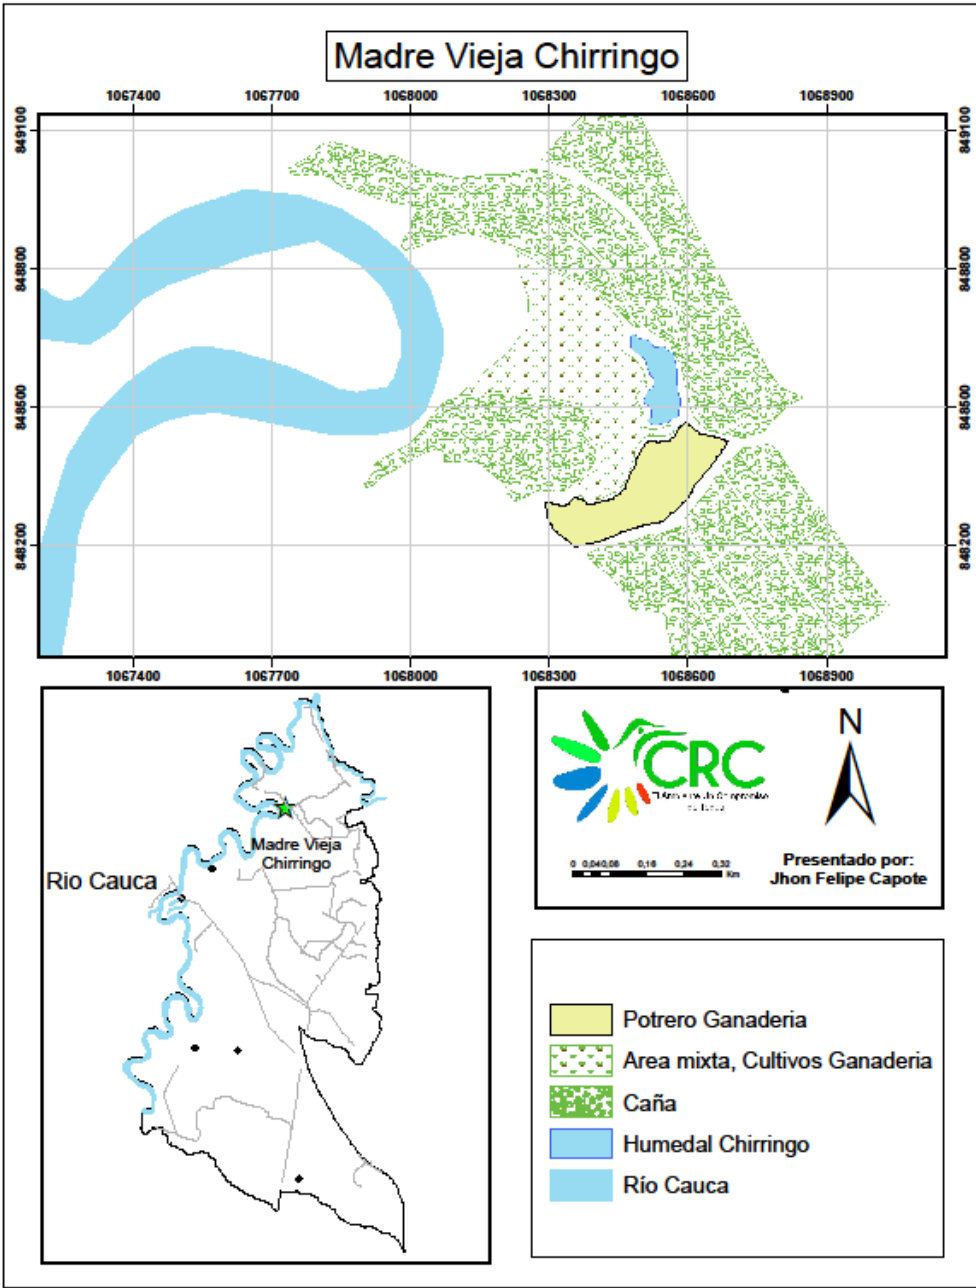 Madre Vieja Chirringo
1067400 1067700 1068000 1068300 1068600 1068900
849100 849100
848800 848800
848500 848500
848200 848200
1067400 1067700 1068000 1068300 1068600 1068900
Madre Vieja
Chirringo
Rio Cauca
CRC
N
0 0,040,08 0,16 0,24 0,32
Km
Presentado por:
Jhon Felipe Capote
Potrero Ganaderia
Area mixta, Cultivos Ganaderia
Caña
Humedal Chirringo
Río Cauca